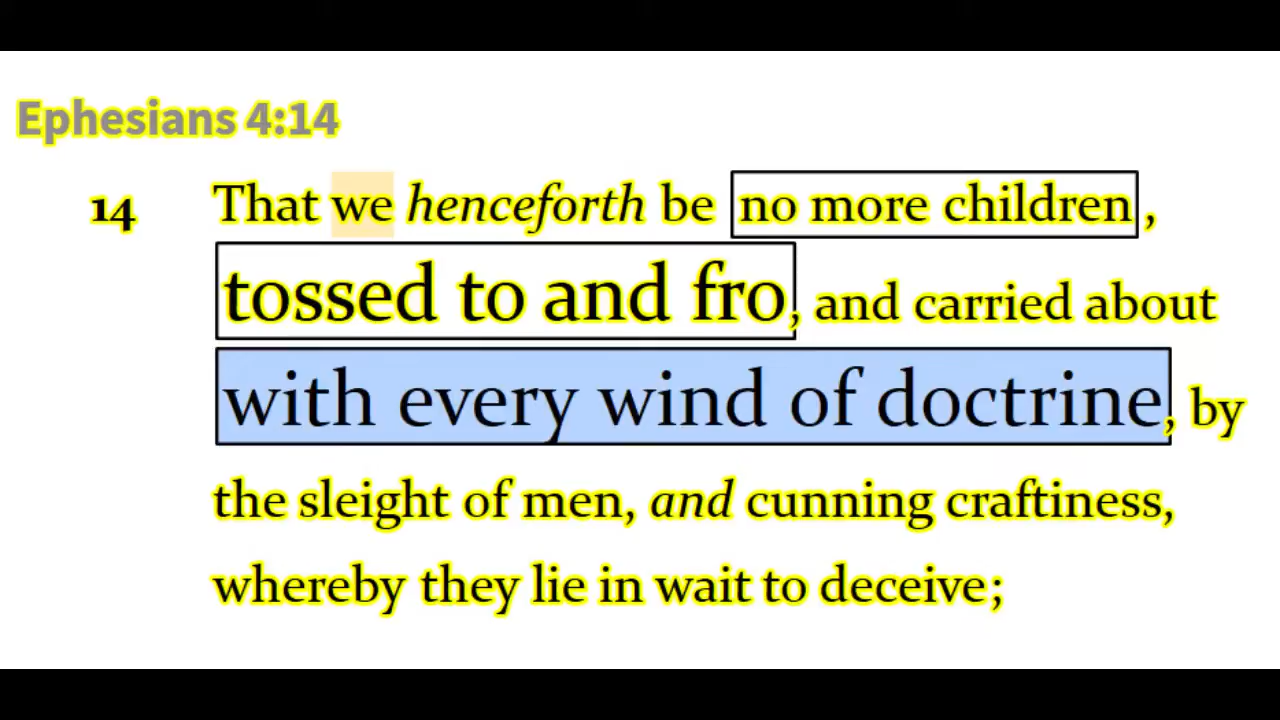 Ephesians 4:14
14 That we henceforth be no more children ,
tossed to and fro, and carried about
with every wind of doctrine, by
the sleight of men, and cunning craftiness,
whereby they lie in wait to deceive;